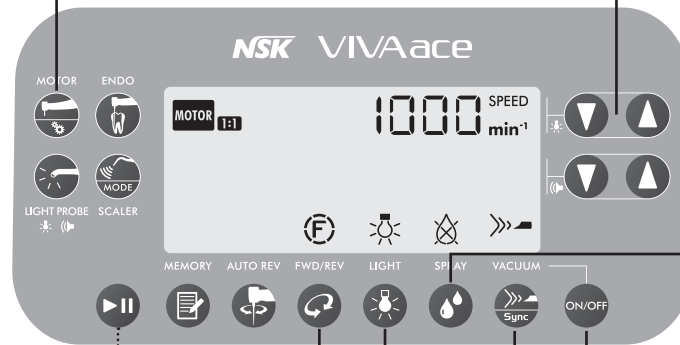 NSK VIVAace
MOTOR ENDO
MOTOR 1:1 1000 SPEED
min-1
MODE
LIGHT PROBE SCALER
F
MEMORY AUTO REV FWD/REV LIGHT SPRAY VACUUM
Sync ON/OFF